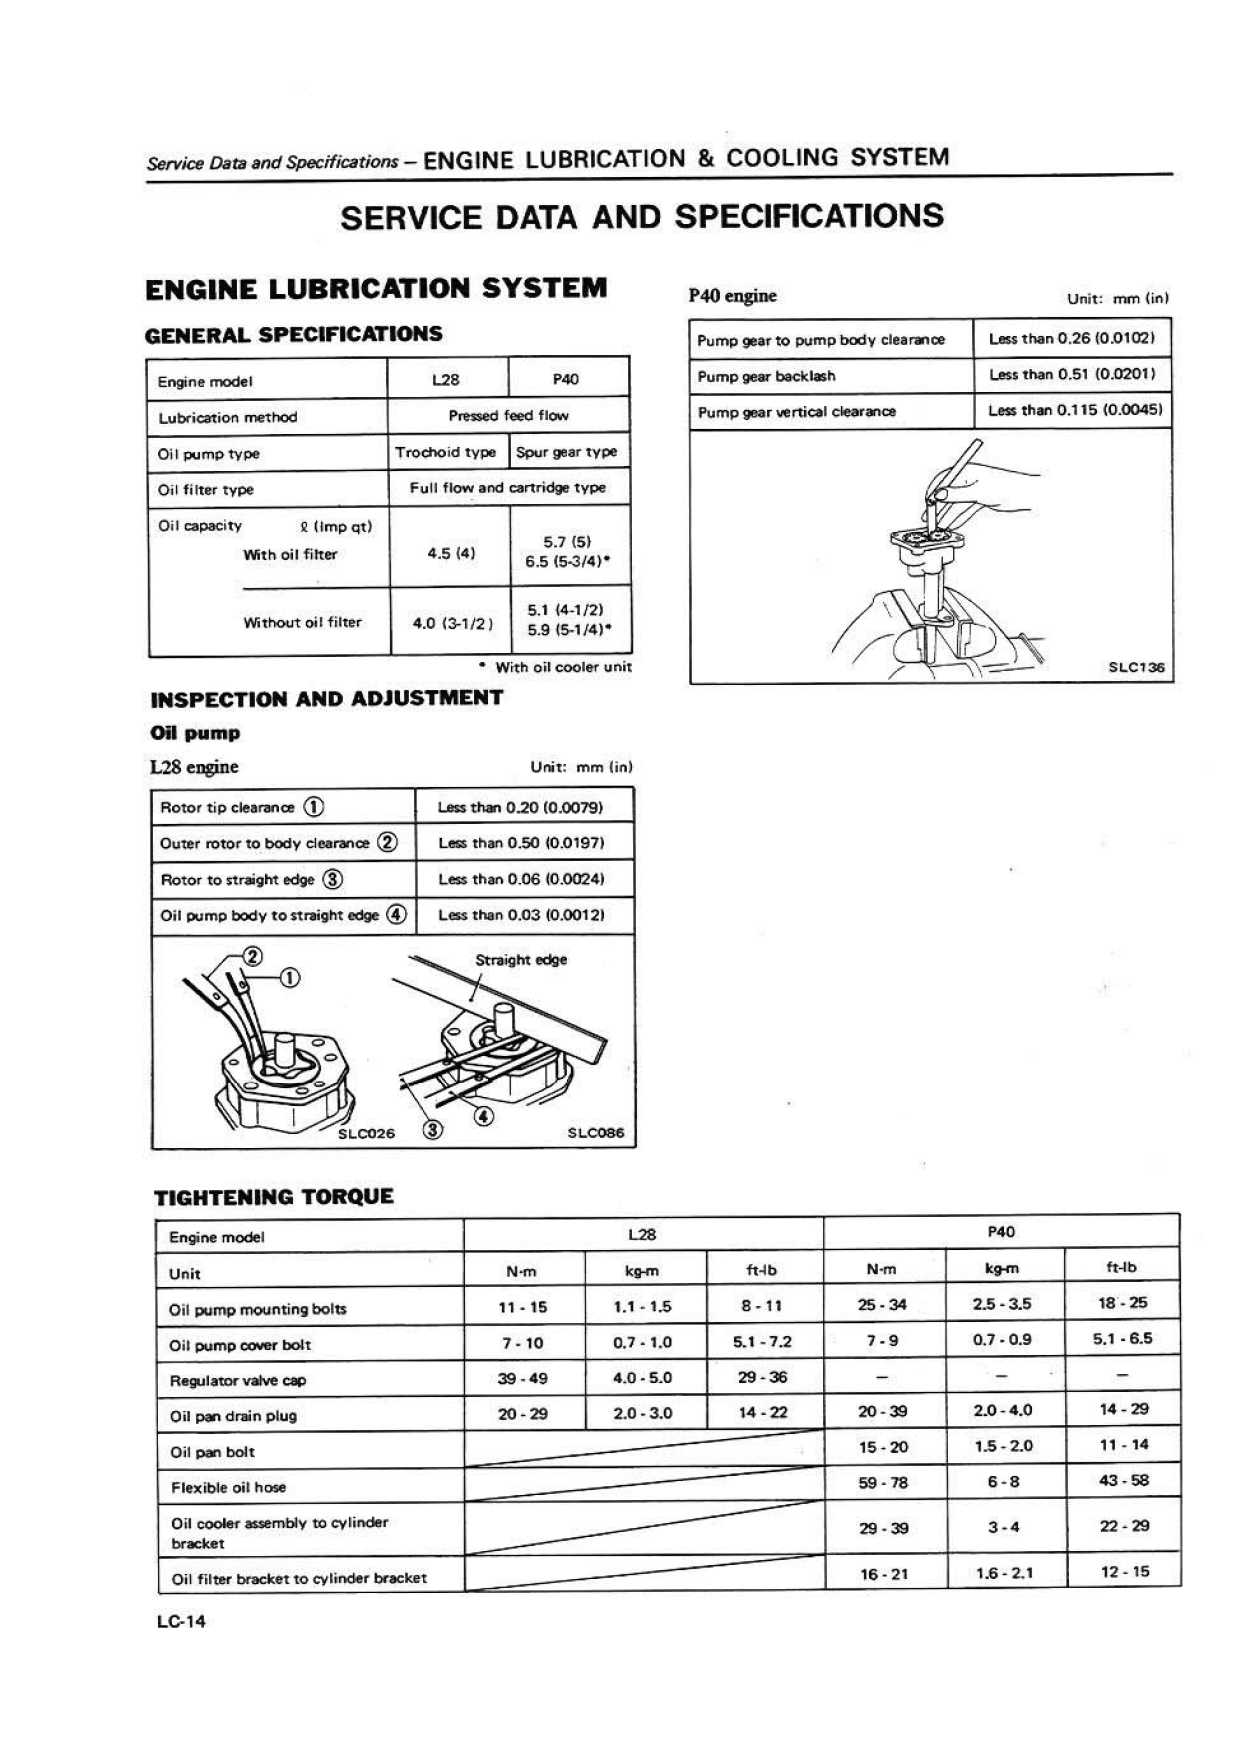 Service Data and Specifications – ENGINE LUBRICATION & COOLING SYSTEM
SERVICE DATA AND SPECIFICATIONS
ENGINE LUBRICATION SYSTEM
GENERAL SPECIFICATIONS
Engine model L28 P40
Lubrication method Pressed feed flow
Oil pump type Trochoid type Spur gear type
Oil filter type Full flow and cartridge type
Oil capacity ℓ (Imp qt)
With oil filter 4.5 (4) 5.7 (5)
6.5 (5-3/4)*
Without oil filter 4.0 (3-1/2) 5.1 (4-1/2)
5.9 (5-1/4)*
* With oil cooler unit
INSPECTION AND ADJUSTMENT
Oil pump
L28 engine Unit: mm (in)
Rotor tip clearance ① Less than 0.20 (0.0079)
Outer rotor to body clearance ② Less than 0.50 (0.0197)
Rotor to straight edge ③ Less than 0.06 (0.0024)
Oil pump body to straight edge ④ Less than 0.03 (0.0012)
②
①
Straight edge
③
④
SLC026
SLC086
P40 engine Unit: mm (in)
Pump gear to pump body clearance Less than 0.26 (0.0102)
Pump gear backlash Less than 0.51 (0.0201)
Pump gear vertical clearance Less than 0.115 (0.0045)
SLC136
TIGHTENING TORQUE
Engine model L28 P40
Unit N·m kg-m ft-lb N·m kg-m ft-lb
Oil pump mounting bolts 11 - 15 1.1 - 1.5 8 - 11 25 - 34 2.5 - 3.5 18 - 25
Oil pump cover bolt 7 - 10 0.7 - 1.0 5.1 - 7.2 7 - 9 0.7 - 0.9 5.1 - 6.5
Regulator valve cap 39 - 49 4.0 - 5.0 29 - 36 – – –
Oil pan drain plug 20 - 29 2.0 - 3.0 14 - 22 20 - 39 2.0 - 4.0 14 - 29
Oil pan bolt 15 - 20 1.5 - 2.0 11 - 14
Flexible oil hose 59 - 78 6 - 8 43 - 58
Oil cooler assembly to cylinder
bracket 29 - 39 3 - 4 22 - 29
Oil filter bracket to cylinder bracket 16 - 21 1.6 - 2.1 12 - 15
LC-14